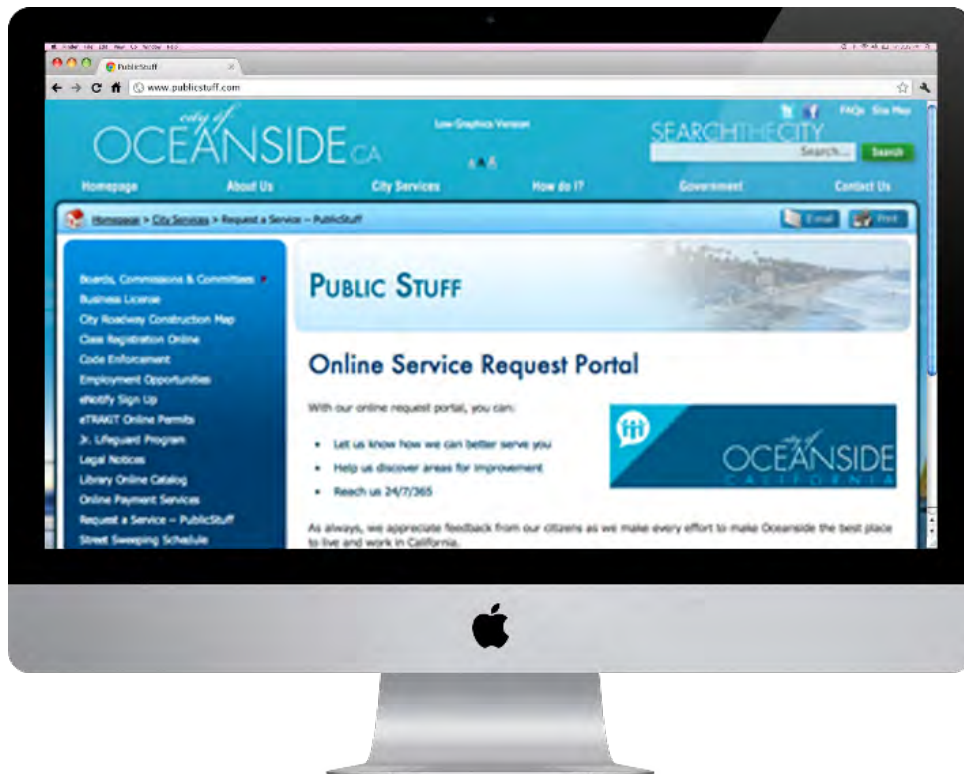 PublicStuff
www.publicstuff.com
city of
OCEANSIDE CA
Low Graphics Version
A A A
FAQs Site Map
SEARCHTHECITY
Search... Search
Homepage About Us City Services How do I? Government Contact Us
Homepage > City Services > Request a Service – PublicStuff
Email Print
Boards, Commissions & Committees
Business License
City Roadway Construction Map
Class Registration Online
Code Enforcement
Employment Opportunities
eNotify Sign Up
eTRAKiT Online Permits
Jr. Lifeguard Program
Legal Notices
Library Online Catalog
Online Payment Services
Request a Service – PublicStuff
Street Sweeping Schedule
PUBLIC STUFF
Online Service Request Portal
With our online request portal, you can:
• Let us know how we can better serve you
• Help us discover areas for improvement
• Reach us 24/7/365
city of
OCEANSIDE
CALIFORNIA
As always, we appreciate feedback from our citizens as we make every effort to make Oceanside the best place
to live and work in California.